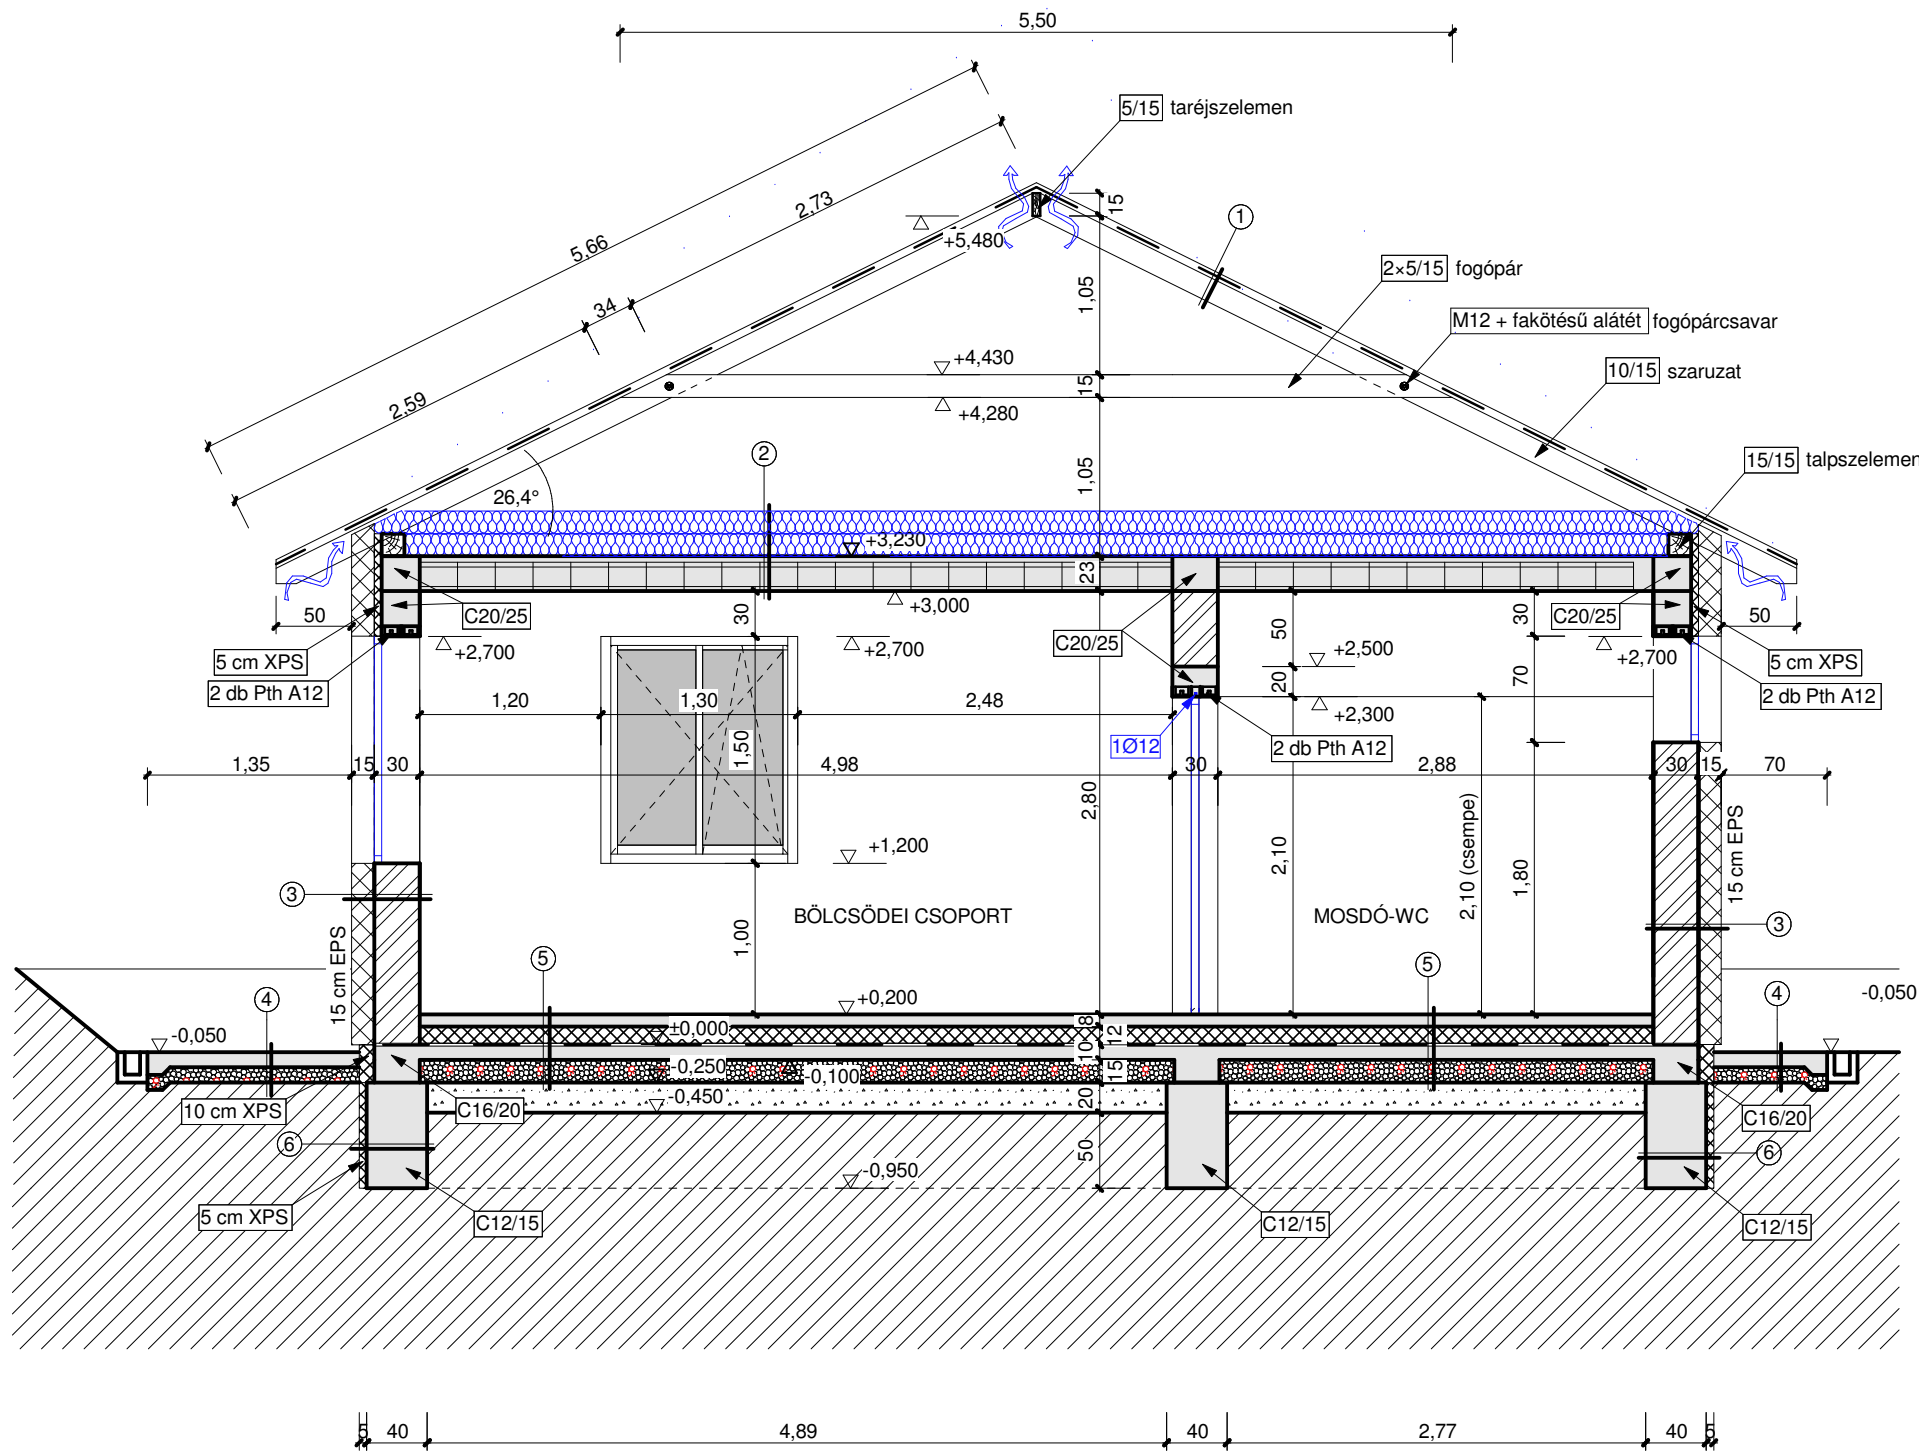 5,50
5/15 taréjszelemen
5,66
2,73
15
1
+5,480
2×5/15 fogópár
34
1,05
M12 + fakötésű alátét fogópárcsavar
+4,430
10/15 szaruzat
2,59
15
+4,280
2
15/15 talpszelemen
1,05
26,4°
+3,230
23
50
C20/25
30
+3,000
50
30
C20/25
50
C20/25
5 cm XPS
+2,700
+2,700
+2,500
+2,700
5 cm XPS
2 db Pth A12
20
70
2 db Pth A12
1,20
1,30
2,48
+2,300
1,50
1Ø12
2 db Pth A12
1,35
15
30
4,98
30
2,88
30
15
70
2,80
+1,200
2,10
2,10 (csempe)
1,80
15 cm EPS
3
BÖLCSÖDEI CSOPORT
MOSDÓ-WC
3
1,00
15 cm EPS
5
5
4
4
-0,050
+0,200
-0,050
±0,000
8
12
10
-0,250
-0,100
15
10 cm XPS
C16/20
-0,450
20
C16/20
6
50
6
-0,950
5 cm XPS
C12/15
C12/15
C12/15
5
40
4,89
40
2,77
40
5